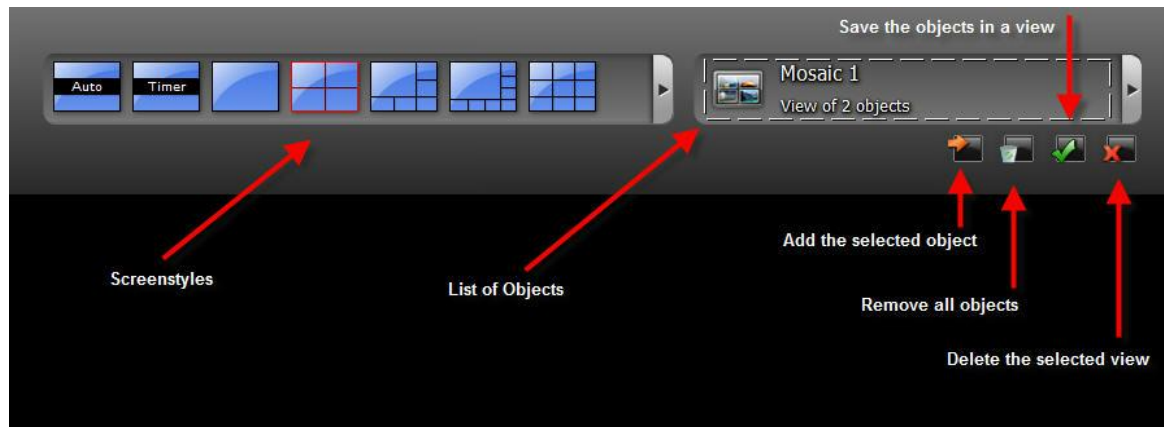 Save the objects in a view
Auto
Timer
Mosaic 1
View of 2 objects
Add the selected object
Screenstyles
List of Objects
Remove all objects
Delete the selected view